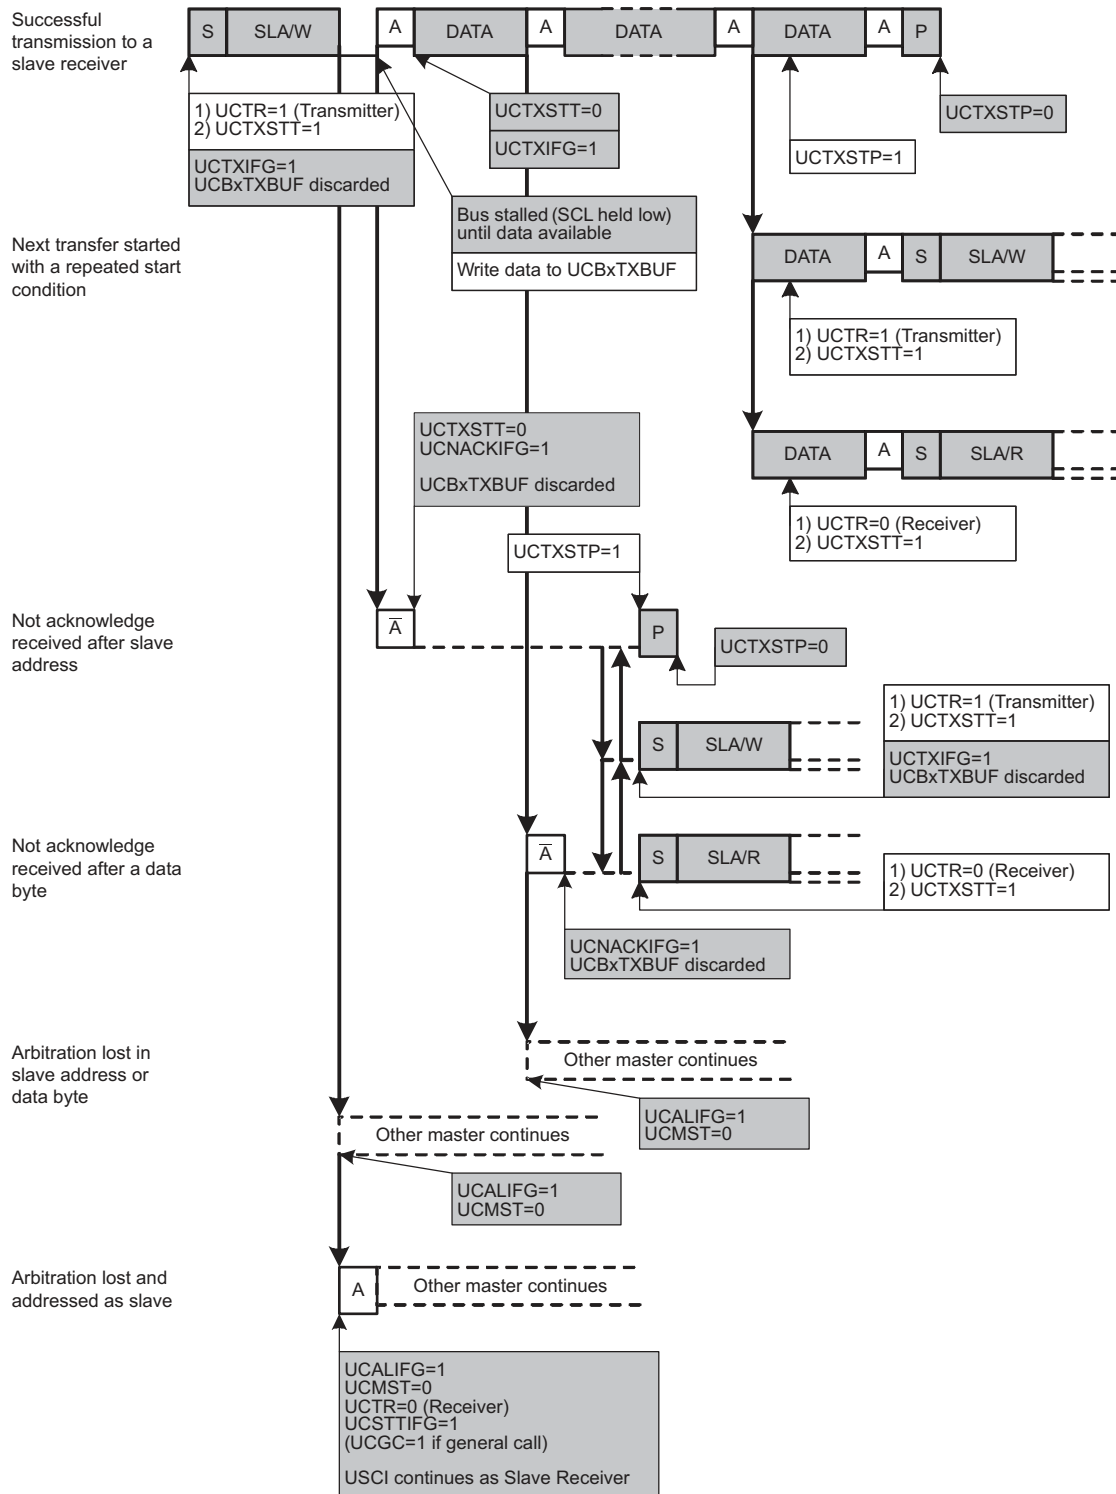 Successful
transmission to a
slave receiver
S SLA/W A DATA A DATA A DATA A P
1) UCTR=1 (Transmitter)
2) UCTXSTT=1
UCTXIFG=1
UCBxTXBUF discarded
UCTXSTT=0
UCTXIFG=1
Bus stalled (SCL held low)
until data available
Write data to UCBxTXBUF
UCTXSTP=1
UCTXSTP=0
Next transfer started
with a repeated start
condition
DATA A S SLA/W
1) UCTR=1 (Transmitter)
2) UCTXSTT=1
DATA A S SLA/R
1) UCTR=0 (Receiver)
2) UCTXSTT=1
UCTXSTT=0
UCNACKIFG=1
UCBxTXBUF discarded
UCTXSTP=1
Not acknowledge
received after slave
address
A̅ P
UCTXSTP=0
S SLA/W
1) UCTR=1 (Transmitter)
2) UCTXSTT=1
UCTXIFG=1
UCBxTXBUF discarded
Not acknowledge
received after a data
byte
A̅ S SLA/R
1) UCTR=0 (Receiver)
2) UCTXSTT=1
UCNACKIFG=1
UCBxTXBUF discarded
Arbitration lost in
slave address or
data byte
Other master continues
UCALIFG=1
UCMST=0
Other master continues
UCALIFG=1
UCMST=0
Arbitration lost and
addressed as slave
A Other master continues
UCALIFG=1
UCMST=0
UCTR=0 (Receiver)
UCSTTIFG=1
(UCGC=1 if general call)
USCI continues as Slave Receiver